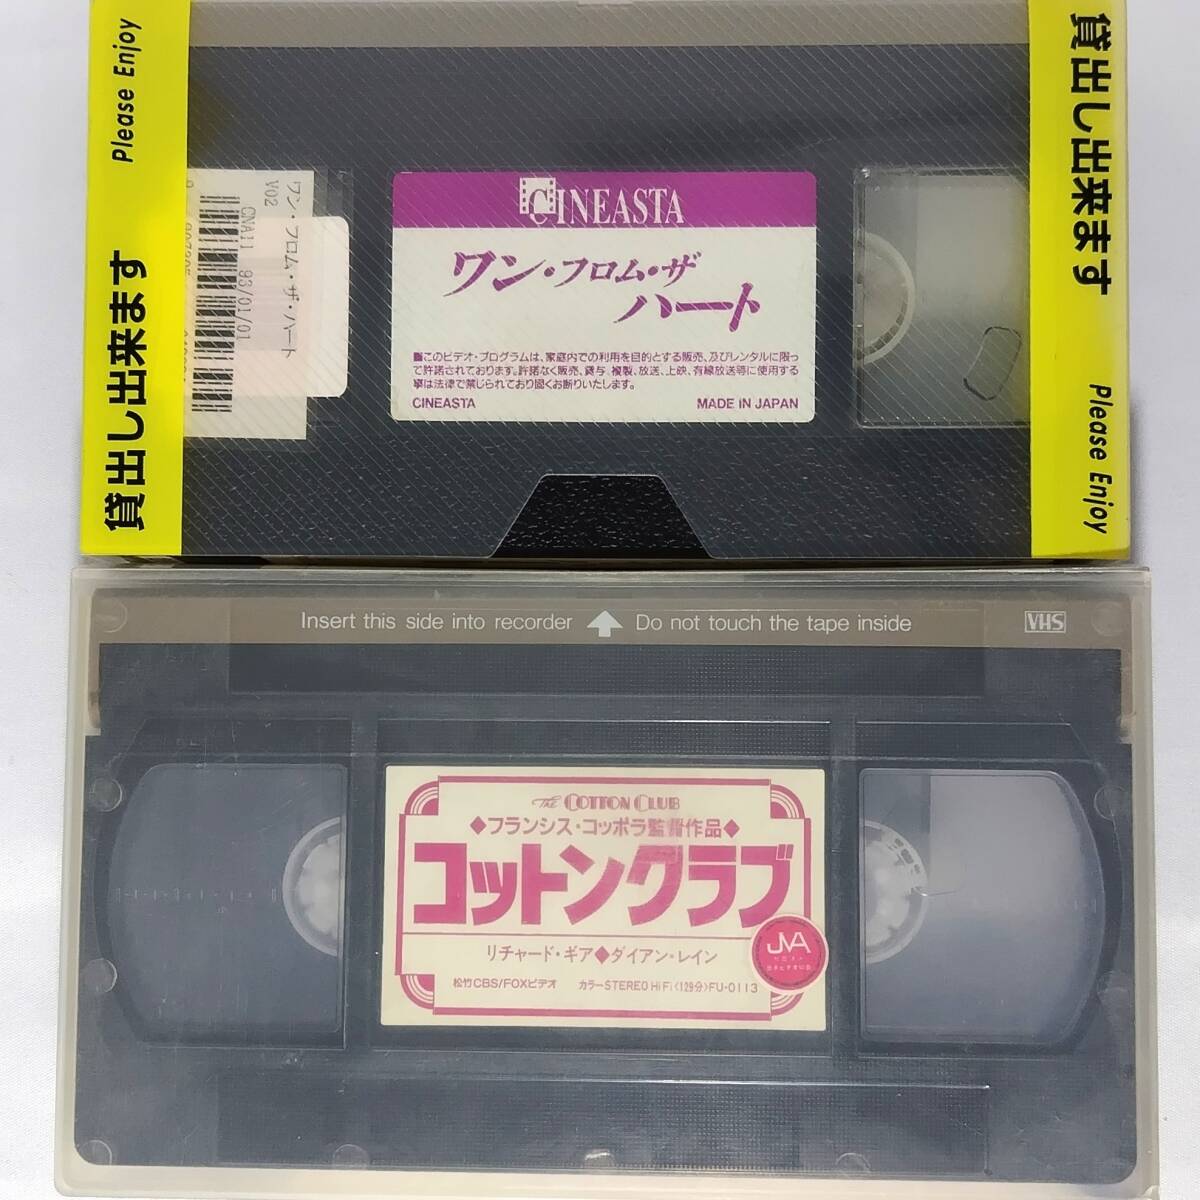 Please Enjoy
貸出し出来ます
貸出し出来ます
Please Enjoy
ワン・フロム・ザ・ハート
V02
CNA11 93/01/01
CINEASTA
ワン・フロム・ザ
ハート
■このビデオ・プログラムは、家庭内での利用を目的とする販売、及びレンタルに限っ
て許諾されております。許諾なく販売、貸与、複製、放送、上映、有線放送等に使用する
事は法律で禁じられており固くお断りいたします。
CINEASTA
MADE IN JAPAN
Insert this side into recorder
Do not touch the tape inside
VHS
THE COTTON CLUB
◆フランシス・コッポラ監督作品◆
コットンクラブ
リチャード・ギア◆ダイアン・レイン
JVA
松竹CBS/FOXビデオ カラーSTEREO HiFi〈129分〉FU-0113